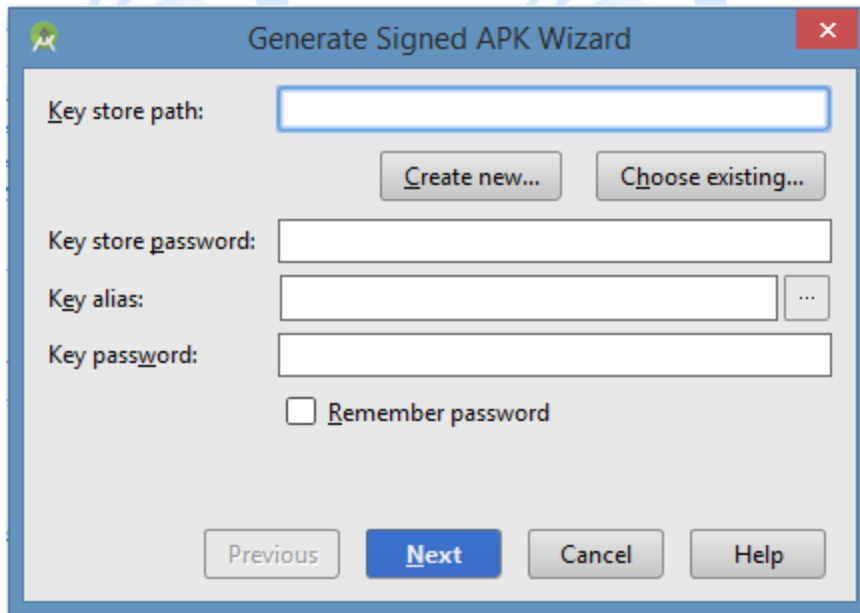 Generate Signed APK Wizard
Key store path:
Create new... Choose existing...
Key store password:
Key alias: ...
Key password:
Remember password
Previous Next Cancel Help